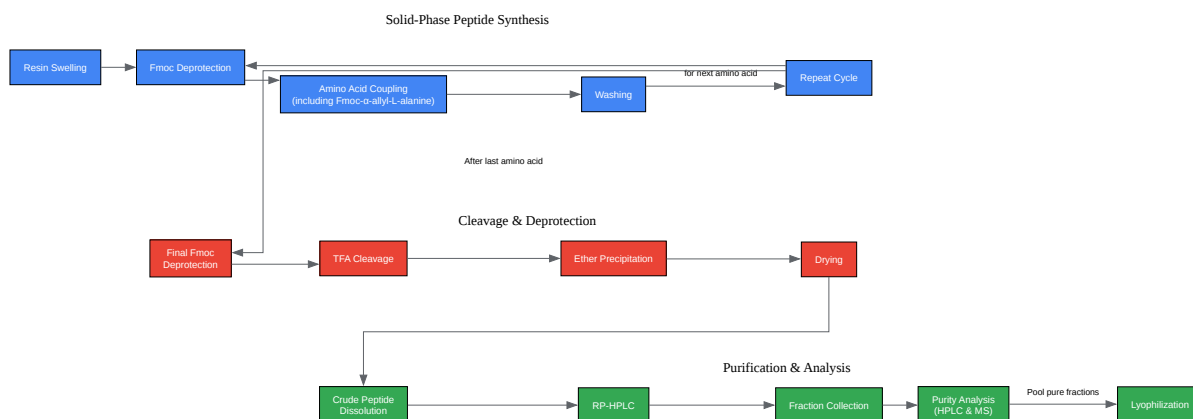 Solid-Phase Peptide Synthesis
Resin Swelling
Fmoc Deprotection
for next amino acid
Repeat Cycle
Amino Acid Coupling
(including Fmoc-α-allyl-L-alanine)
Washing
After last amino acid
Cleavage & Deprotection
Final Fmoc
Deprotection
TFA Cleavage
Ether Precipitation
Drying
Purification & Analysis
Crude Peptide
Dissolution
RP-HPLC
Fraction Collection
Purity Analysis
(HPLC & MS)
Pool pure fractions
Lyophilization